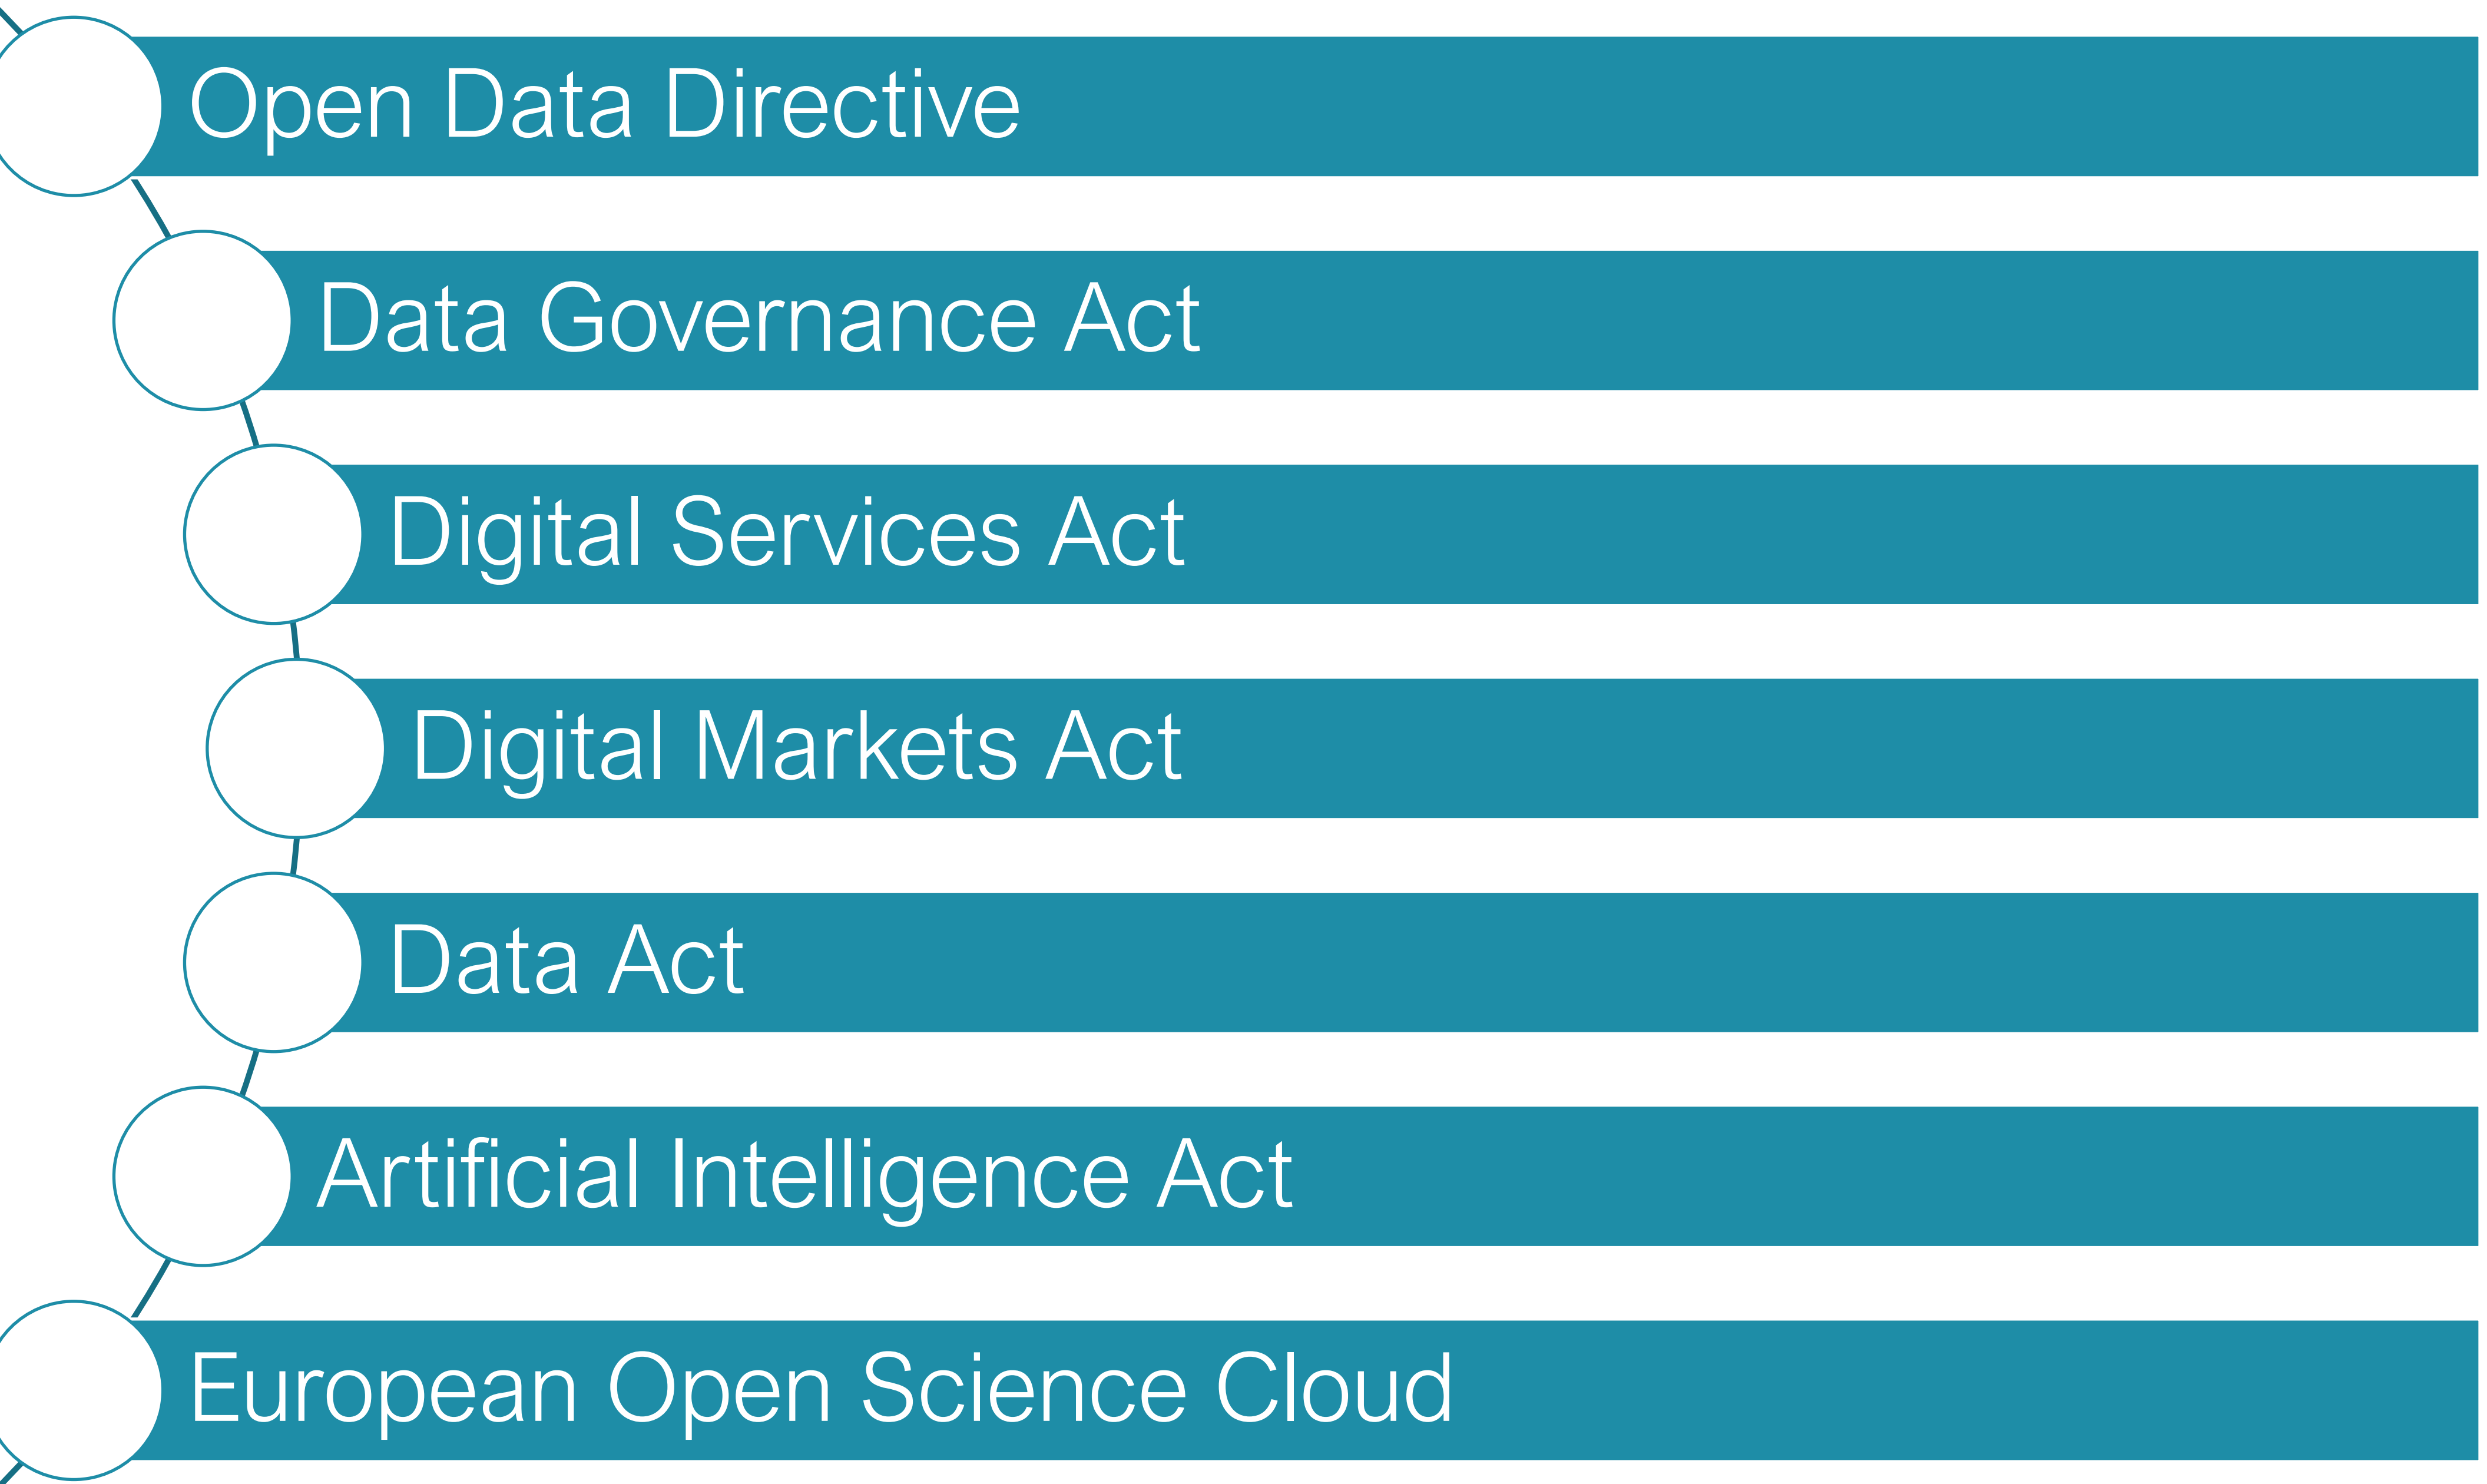 Open Data Directive
Data Governance Act
Digital Services Act
Digital Markets Act
Data Act
Artificial Intelligence Act
European Open Science Cloud